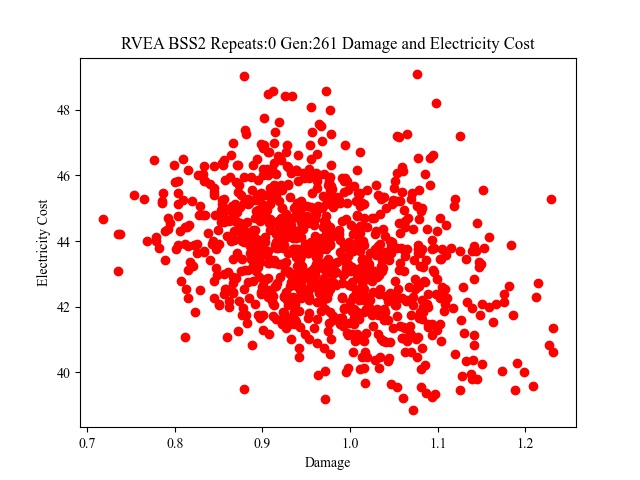 RVEA BSS2 Repeats:0 Gen:261 Damage and Electricity Cost
48
46
44
42
40
Electricity Cost
0.7 0.8 0.9 1.0 1.1 1.2
Damage